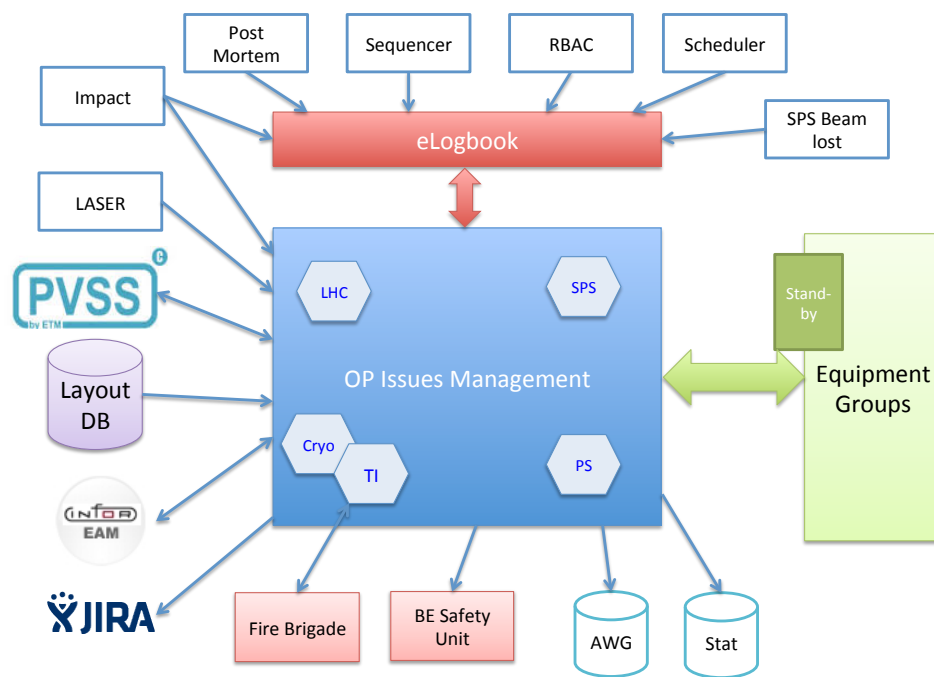 Post
Mortem
Sequencer
RBAC
Scheduler
Impact
eLogbook
SPS Beam
lost
LASER
C
PVSS
by ETM
LHC
SPS
Stand-
by
Layout
DB
OP Issues Management
Equipment
Groups
Cryo
TI
PS
infor
EAM
JIRA
Fire Brigade
BE Safety
Unit
AWG
Stat